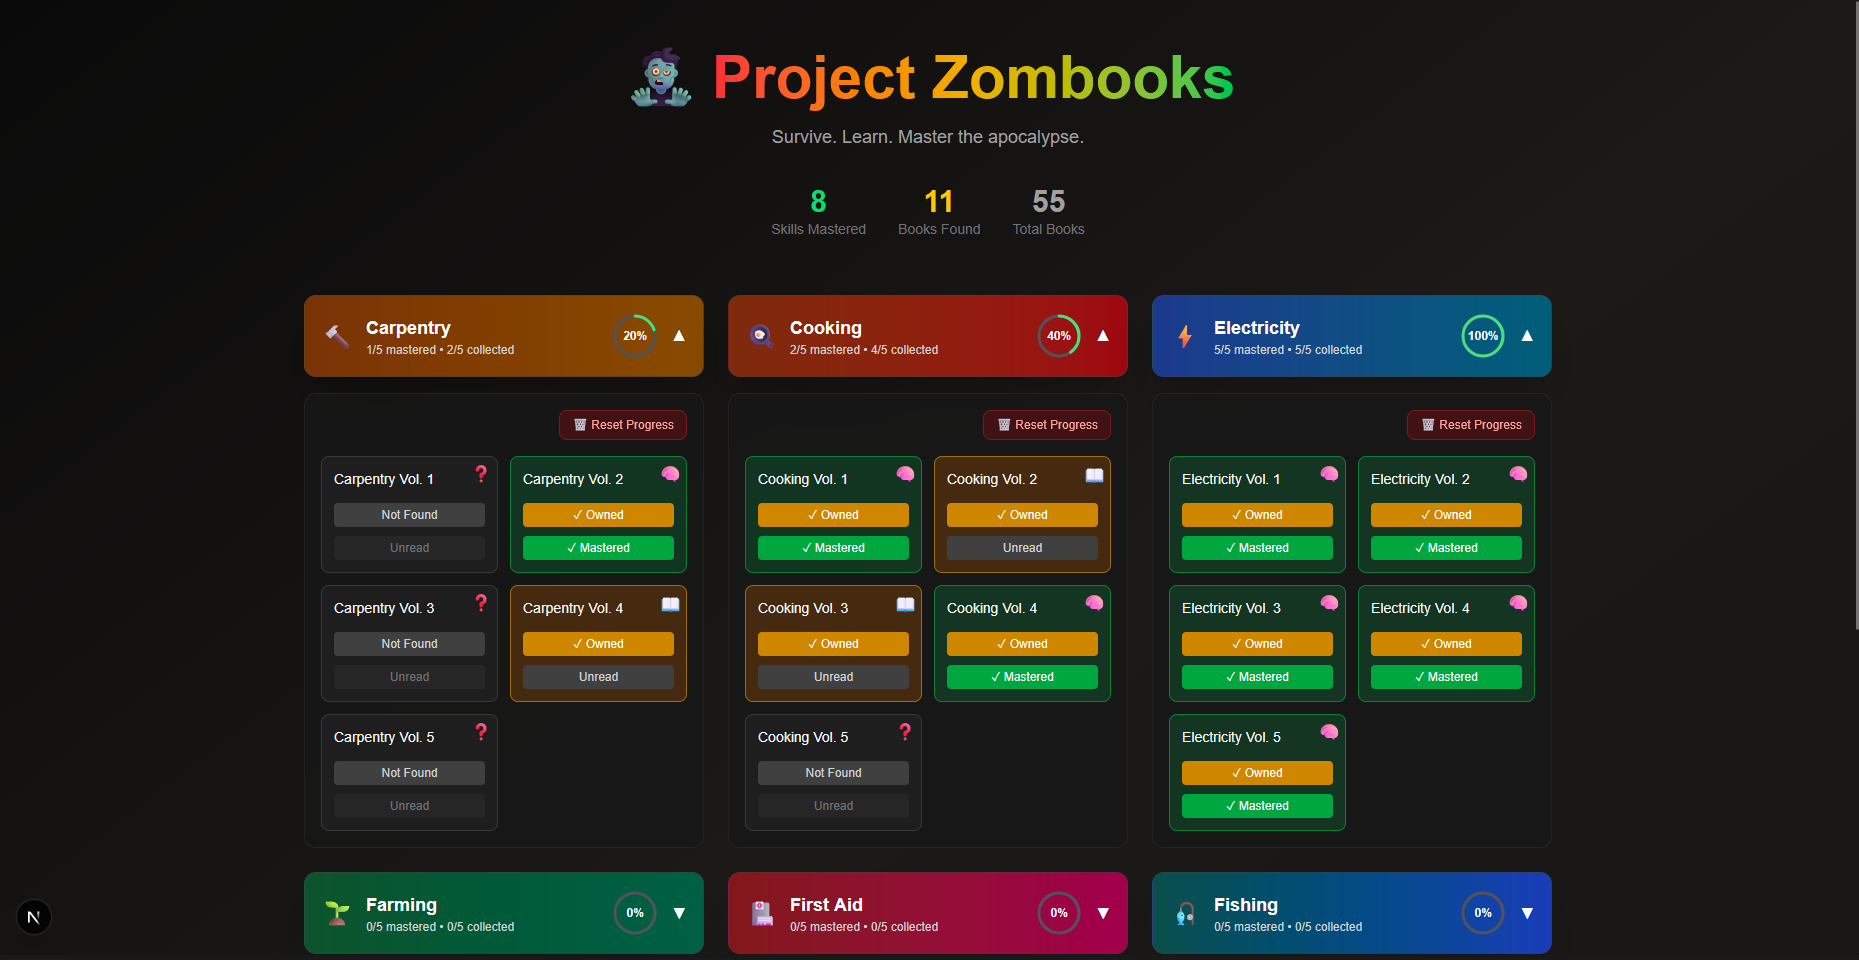 Project Zombooks
Survive. Learn. Master the apocalypse.
8
Skills Mastered
11
Books Found
55
Total Books
Carpentry
1/5 mastered • 2/5 collected
20%
▲
Cooking
2/5 mastered • 4/5 collected
40%
▲
Electricity
5/5 mastered • 5/5 collected
100%
▲
Reset Progress
Carpentry Vol. 1
Not Found
Unread
Carpentry Vol. 2
✓ Owned
✓ Mastered
Carpentry Vol. 3
Not Found
Unread
Carpentry Vol. 4
✓ Owned
Unread
Carpentry Vol. 5
Not Found
Unread
Reset Progress
Cooking Vol. 1
✓ Owned
✓ Mastered
Cooking Vol. 2
✓ Owned
Unread
Cooking Vol. 3
✓ Owned
Unread
Cooking Vol. 4
✓ Owned
✓ Mastered
Cooking Vol. 5
Not Found
Unread
Reset Progress
Electricity Vol. 1
✓ Owned
✓ Mastered
Electricity Vol. 2
✓ Owned
✓ Mastered
Electricity Vol. 3
✓ Owned
✓ Mastered
Electricity Vol. 4
✓ Owned
✓ Mastered
Electricity Vol. 5
✓ Owned
✓ Mastered
Farming
0/5 mastered • 0/5 collected
0%
▼
First Aid
0/5 mastered • 0/5 collected
0%
▼
Fishing
0/5 mastered • 0/5 collected
0%
▼
N